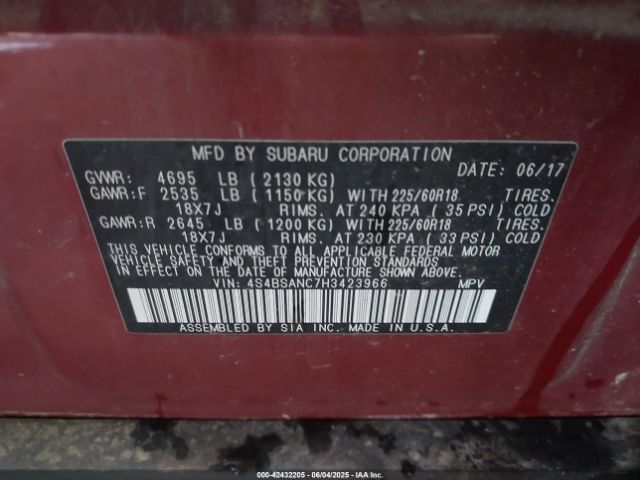 MFD BY SUBARU CORPORATION DATE: 06/17
GVWR: 4695 LB (2130 KG)
GAWR:F 2535 LB (1150 KG) WITH 225/60R18 TIRES.
18X7J RIMS. AT 240 KPA (35 PSI) COLD
GAWR:R 2645 LB (1200 KG) WITH 225/60R18 TIRES.
18X7J RIMS. AT 230 KPA (33 PSI) COLD
THIS VEHICLE CONFORMS TO ALL APPLICABLE FEDERAL MOTOR
VEHICLE SAFETY AND THEFT PREVENTION STANDARDS
IN EFFECT ON THE DATE OF MANUFACTURE SHOWN ABOVE.
VIN: 4S4BSANC7H3423966 MPV
ASSEMBLED BY SIA INC. MADE IN U.S.A.
000-42432205 - 06/04/2025 - IAAC